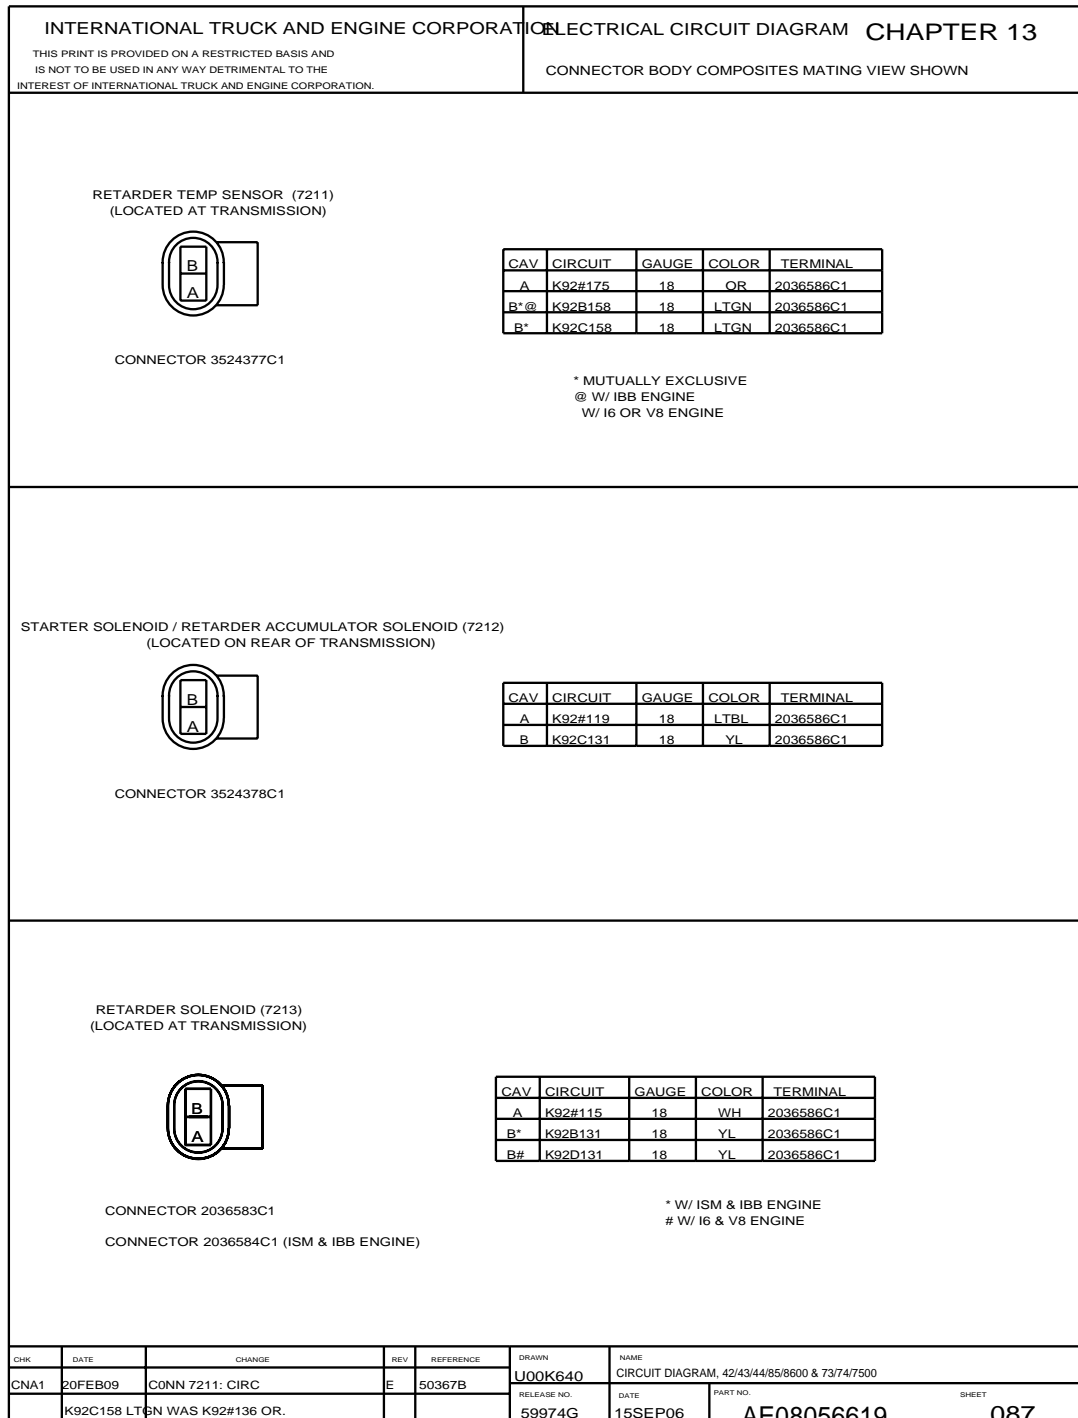 INTERNATIONAL TRUCK AND ENGINE CORPORATION
THIS PRINT IS PROVIDED ON A RESTRICTED BASIS AND
IS NOT TO BE USED IN ANY WAY DETRIMENTAL TO THE
INTEREST OF INTERNATIONAL TRUCK AND ENGINE CORPORATION.
ELECTRICAL CIRCUIT DIAGRAM CHAPTER 13
CONNECTOR BODY COMPOSITES MATING VIEW SHOWN
RETARDER TEMP SENSOR (7211)
(LOCATED AT TRANSMISSION)
B
A
CONNECTOR 3524377C1
CAV CIRCUIT GAUGE COLOR TERMINAL
A K92#175 18 OR 2036586C1
B*@ K92B158 18 LTGN 2036586C1
B* K92C158 18 LTGN 2036586C1
* MUTUALLY EXCLUSIVE
@ W/ IBB ENGINE
W/ I6 OR V8 ENGINE
STARTER SOLENOID / RETARDER ACCUMULATOR SOLENOID (7212)
(LOCATED ON REAR OF TRANSMISSION)
B
A
CONNECTOR 3524378C1
CAV CIRCUIT GAUGE COLOR TERMINAL
A K92#119 18 LTBL 2036586C1
B K92C131 18 YL 2036586C1
RETARDER SOLENOID (7213)
(LOCATED AT TRANSMISSION)
B
A
CONNECTOR 2036583C1
CONNECTOR 2036584C1 (ISM & IBB ENGINE)
CAV CIRCUIT GAUGE COLOR TERMINAL
A K92#115 18 WH 2036586C1
B* K92B131 18 YL 2036586C1
B# K92D131 18 YL 2036586C1
* W/ ISM & IBB ENGINE
# W/ I6 & V8 ENGINE
CHK DATE CHANGE REV REFERENCE
CNA1 20FEB09 C0NN 7211: CIRC E 50367B
K92C158 LTGN WAS K92#136 OR.
DRAWN
U00K640
NAME
CIRCUIT DIAGRAM, 42/43/44/85/8600 & 73/74/7500
RELEASE NO.
59974G
DATE
15SEP06
PART NO.
AE08056619
SHEET
087